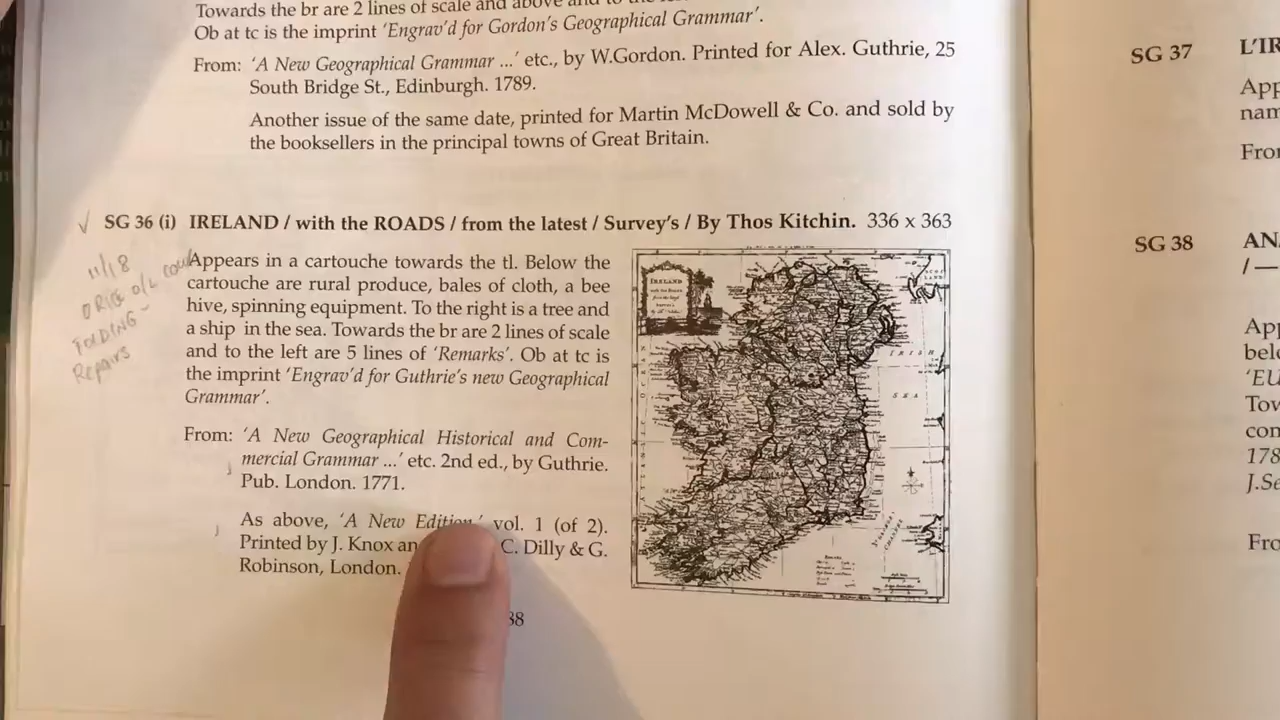 Towards the br are 2 lines of scale and above and to the
Ob at tc is the imprint 'Engrav'd for Gordon's Geographical Grammar'.
From: 'A New Geographical Grammar ...' etc., by W.Gordon. Printed for Alex. Guthrie, 25
South Bridge St., Edinburgh. 1789.
Another issue of the same date, printed for Martin McDowell & Co. and sold by
the booksellers in the principal towns of Great Britain.
SG 36 (i) IRELAND / with the ROADS / from the latest / Survey's / By Thos Kitchin. 336 x 363
11/18
ORIG o/L
FOLDING -
Repairs
Appears in a cartouche towards the tl. Below the
cartouche are rural produce, bales of cloth, a bee
hive, spinning equipment. To the right is a tree and
a ship in the sea. Towards the br are 2 lines of scale
and to the left are 5 lines of 'Remarks'. Ob at tc is
the imprint 'Engrav'd for Guthrie's new Geographical
Grammar'.
From: 'A New Geographical Historical and Com-
mercial Grammar ...' etc. 2nd ed., by Guthrie.
Pub. London. 1771.
As above, 'A New Edition' vol. 1 (of 2).
Printed by J. Knox C. Dilly & G.
Robinson, London.
IRELAND
IRISH
SEA
SG 37 L'IR
App
nam
From
SG 38 AN
/ —
App
belo
'EU
Tow
con
178
J.Se
Fro